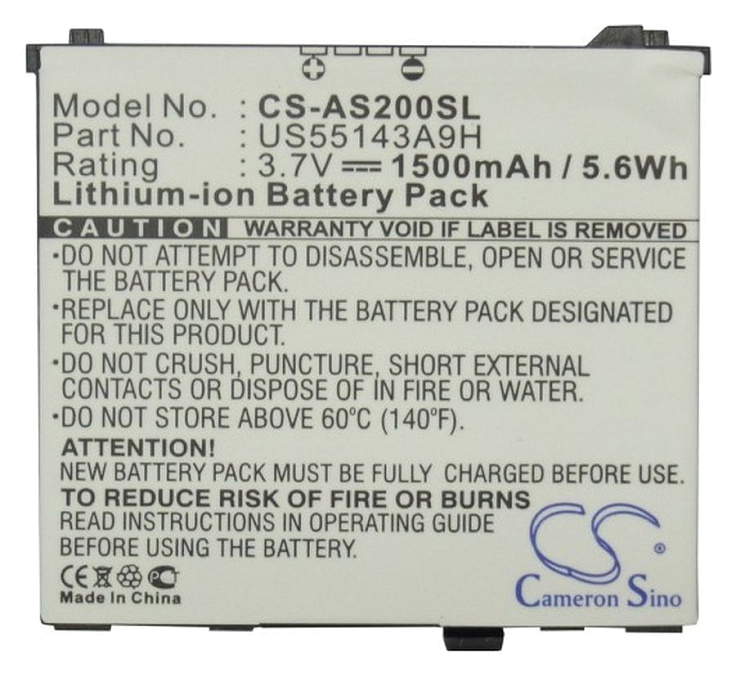 Model No. : CS-AS200SL
Part No. : US55143A9H
Rating : 3.7V 1500mAh / 5.6Wh
Lithium-ion Battery Pack
CAUTION WARRANTY VOID IF LABEL IS REMOVED
·DO NOT ATTEMPT TO DISASSEMBLE, OPEN OR SERVICE
THE BATTERY PACK.
·REPLACE ONLY WITH THE BATTERY PACK DESIGNATED
FOR THIS PRODUCT.
·DO NOT CRUSH, PUNCTURE, SHORT EXTERNAL
CONTACTS OR DISPOSE OF IN FIRE OR WATER.
·DO NOT STORE ABOVE 60°C (140°F).
ATTENTION!
NEW BATTERY PACK MUST BE FULLY CHARGED BEFORE USE.
TO REDUCE RISK OF FIRE OR BURNS
READ INSTRUCTIONS IN OPERATING GUIDE
BEFORE USING THE BATTERY.
CE
Made In China
CS ®
Cameron Sino